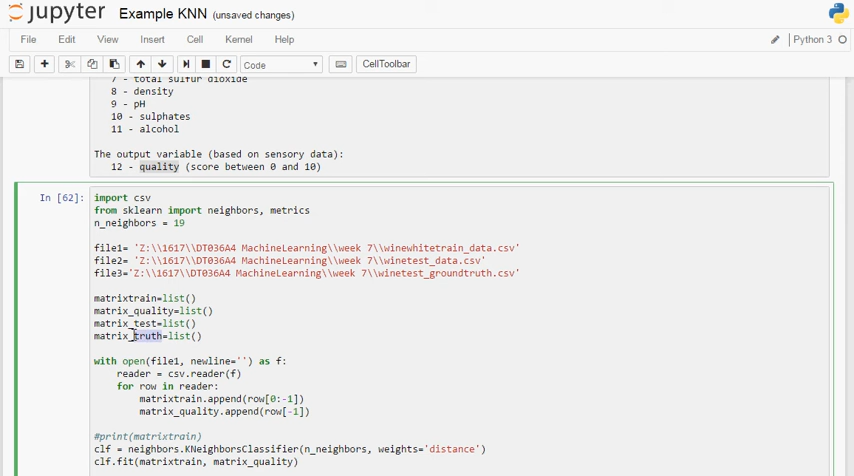 jupyter Example KNN (unsaved changes)
File Edit View Insert Cell Kernel Help Python 3
Code CellToolbar
7 - total sulfur dioxide
8 - density
9 - pH
10 - sulphates
11 - alcohol
The output variable (based on sensory data):
12 - quality (score between 0 and 10)
In [62]: import csv
from sklearn import neighbors, metrics
n_neighbors = 19
file1= 'Z:\\1617\\DT036A4 MachineLearning\\week 7\\winewhitetrain_data.csv'
file2= 'Z:\\1617\\DT036A4 MachineLearning\\week 7\\winetest_data.csv'
file3='Z:\\1617\\DT036A4 MachineLearning\\week 7\\winetest_groundtruth.csv'
matrixtrain=list()
matrix_quality=list()
matrix_test=list()
matrix_truth=list()
with open(file1, newline='') as f:
reader = csv.reader(f)
for row in reader:
matrixtrain.append(row[0:-1])
matrix_quality.append(row[-1])
#print(matrixtrain)
clf = neighbors.KNeighborsClassifier(n_neighbors, weights='distance')
clf.fit(matrixtrain, matrix_quality)